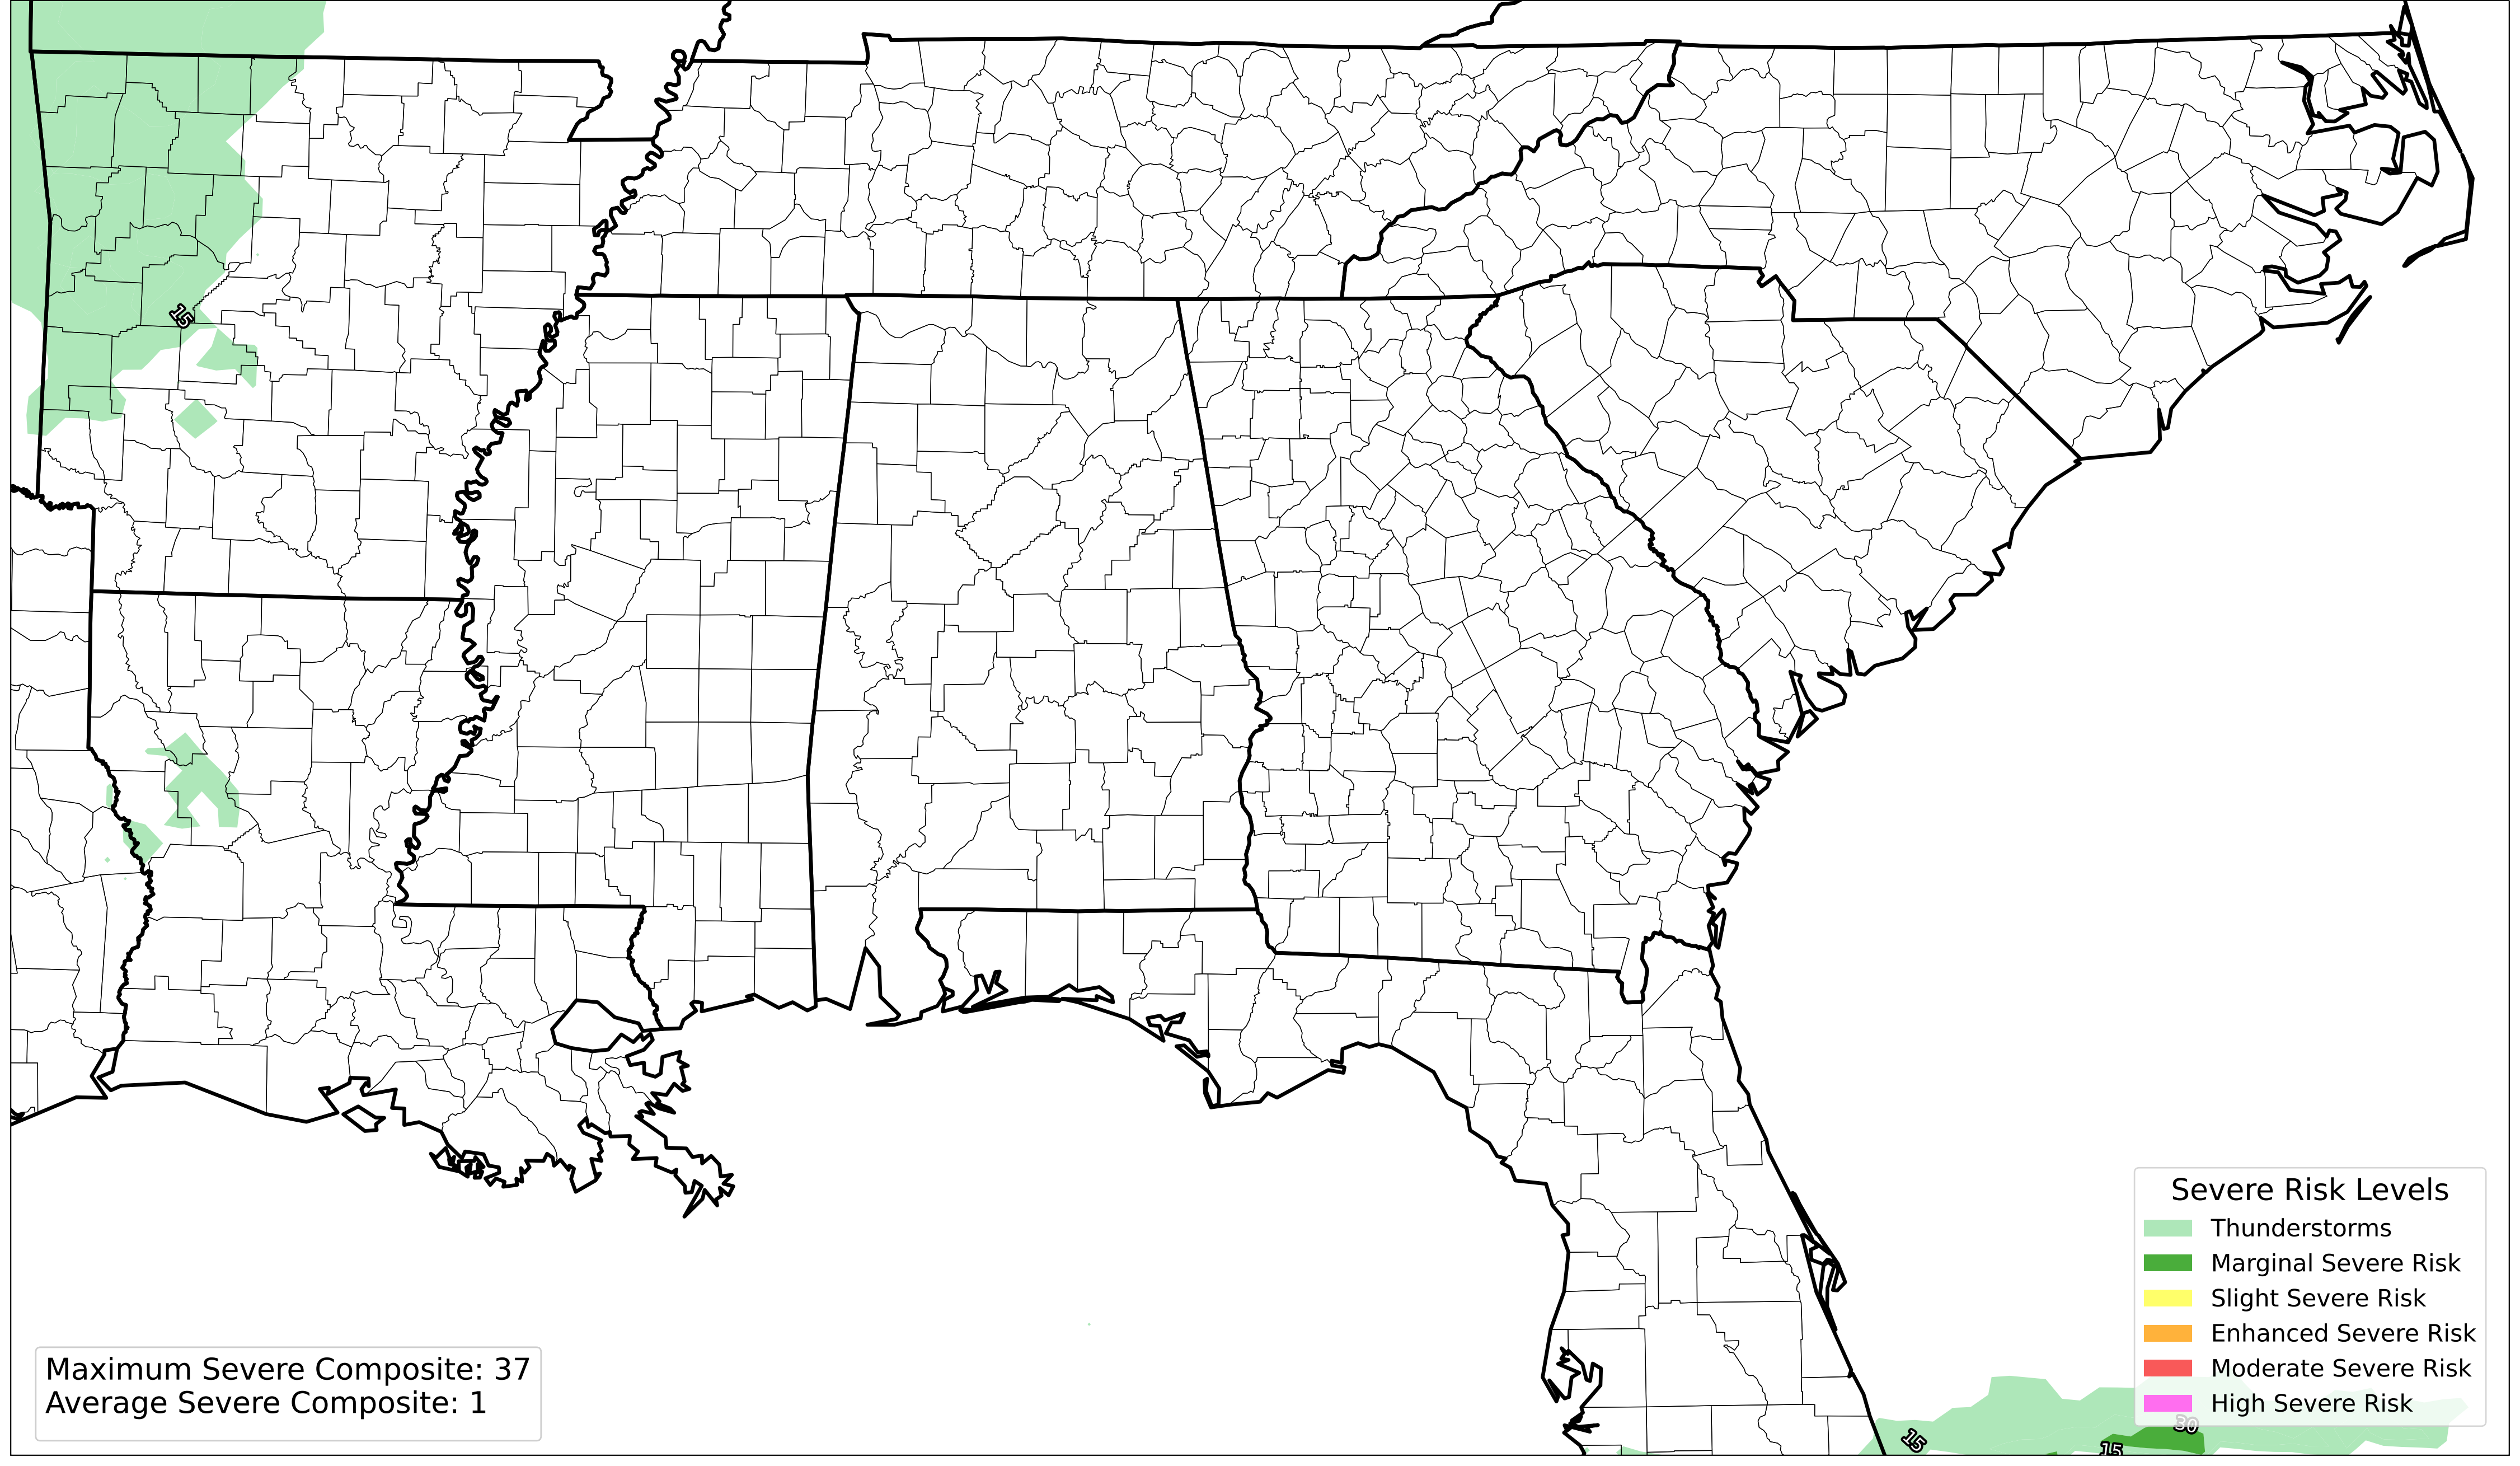 15
Severe Risk Levels
Thunderstorms
Marginal Severe Risk
Slight Severe Risk
Enhanced Severe Risk
Moderate Severe Risk
High Severe Risk
Maximum Severe Composite: 37
Average Severe Composite: 1
30
15
15